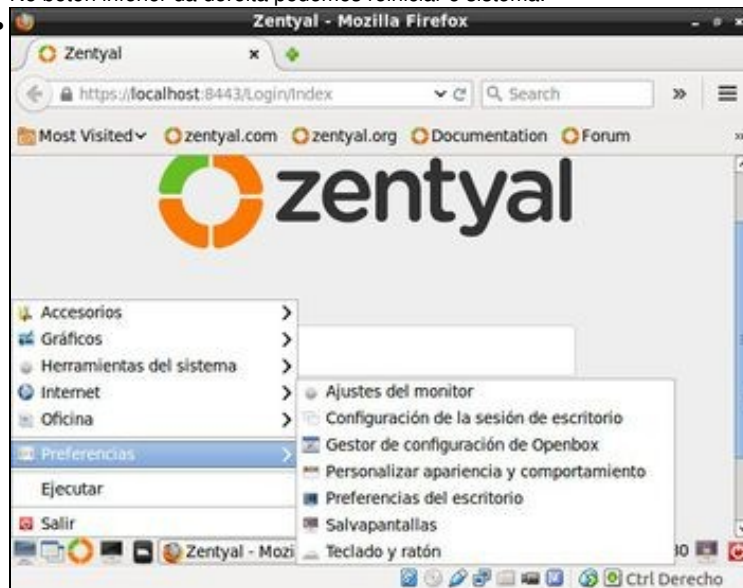 No botón inferior da dereita podemos reiniciar o sistema.
Zentyal - Mozilla Firefox
Zentyal
https://localhost:8443/Login/Index
Search
Most Visited
zentyal.com
zentyal.org
Documentation
Forum
zentyal
Accesorios
Gráficos
Herramientas del sistema
Internet
Oficina
Preferencias
Ejecutar
Salir
Ajustes del monitor
Configuración de la sesión de escritorio
Gestor de configuración de Openbox
Personalizar apariencia y comportamiento
Preferencias del escritorio
Salvapantallas
Teclado y ratón
Zentyal - Mozi
30
Ctrl Derecho